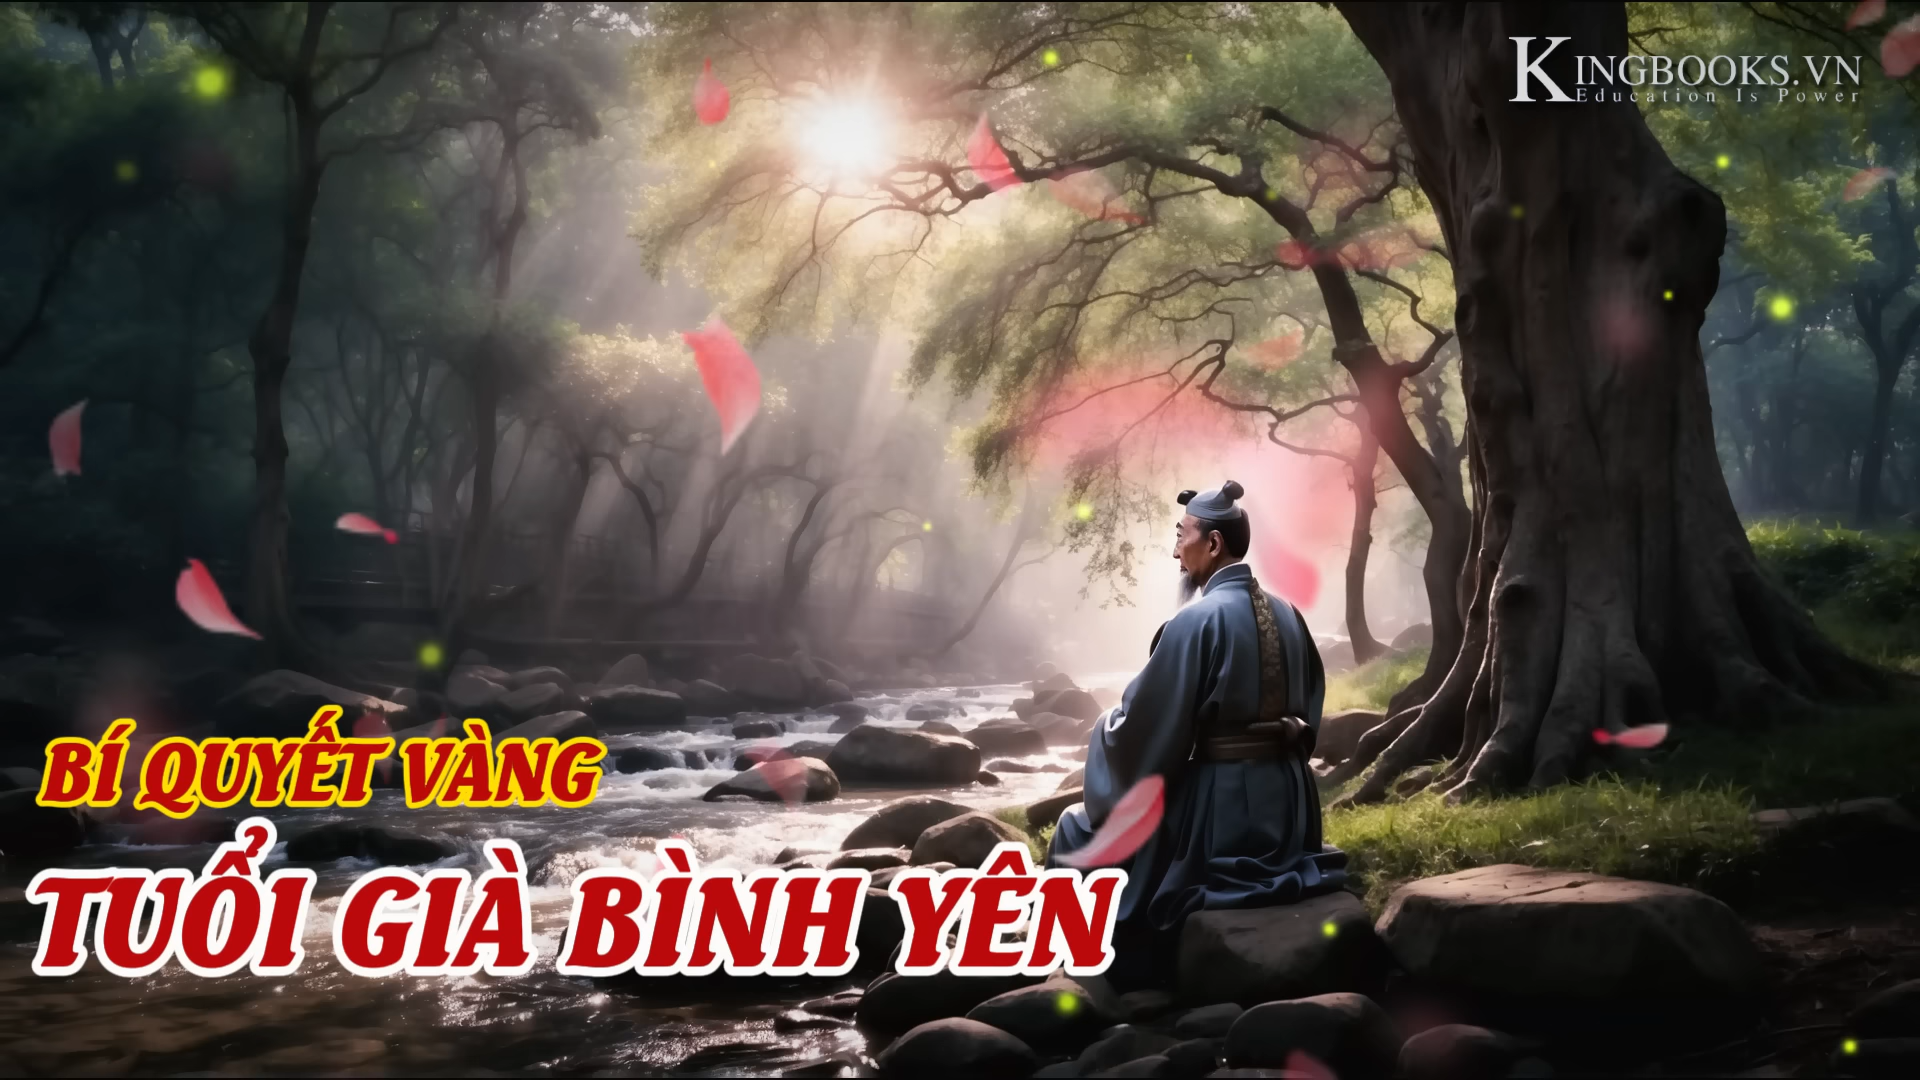 KINGBOOKS.VN
Education Is Power
BÍ QUYẾT VÀNG
TUỔI GIÀ BÌNH YÊN